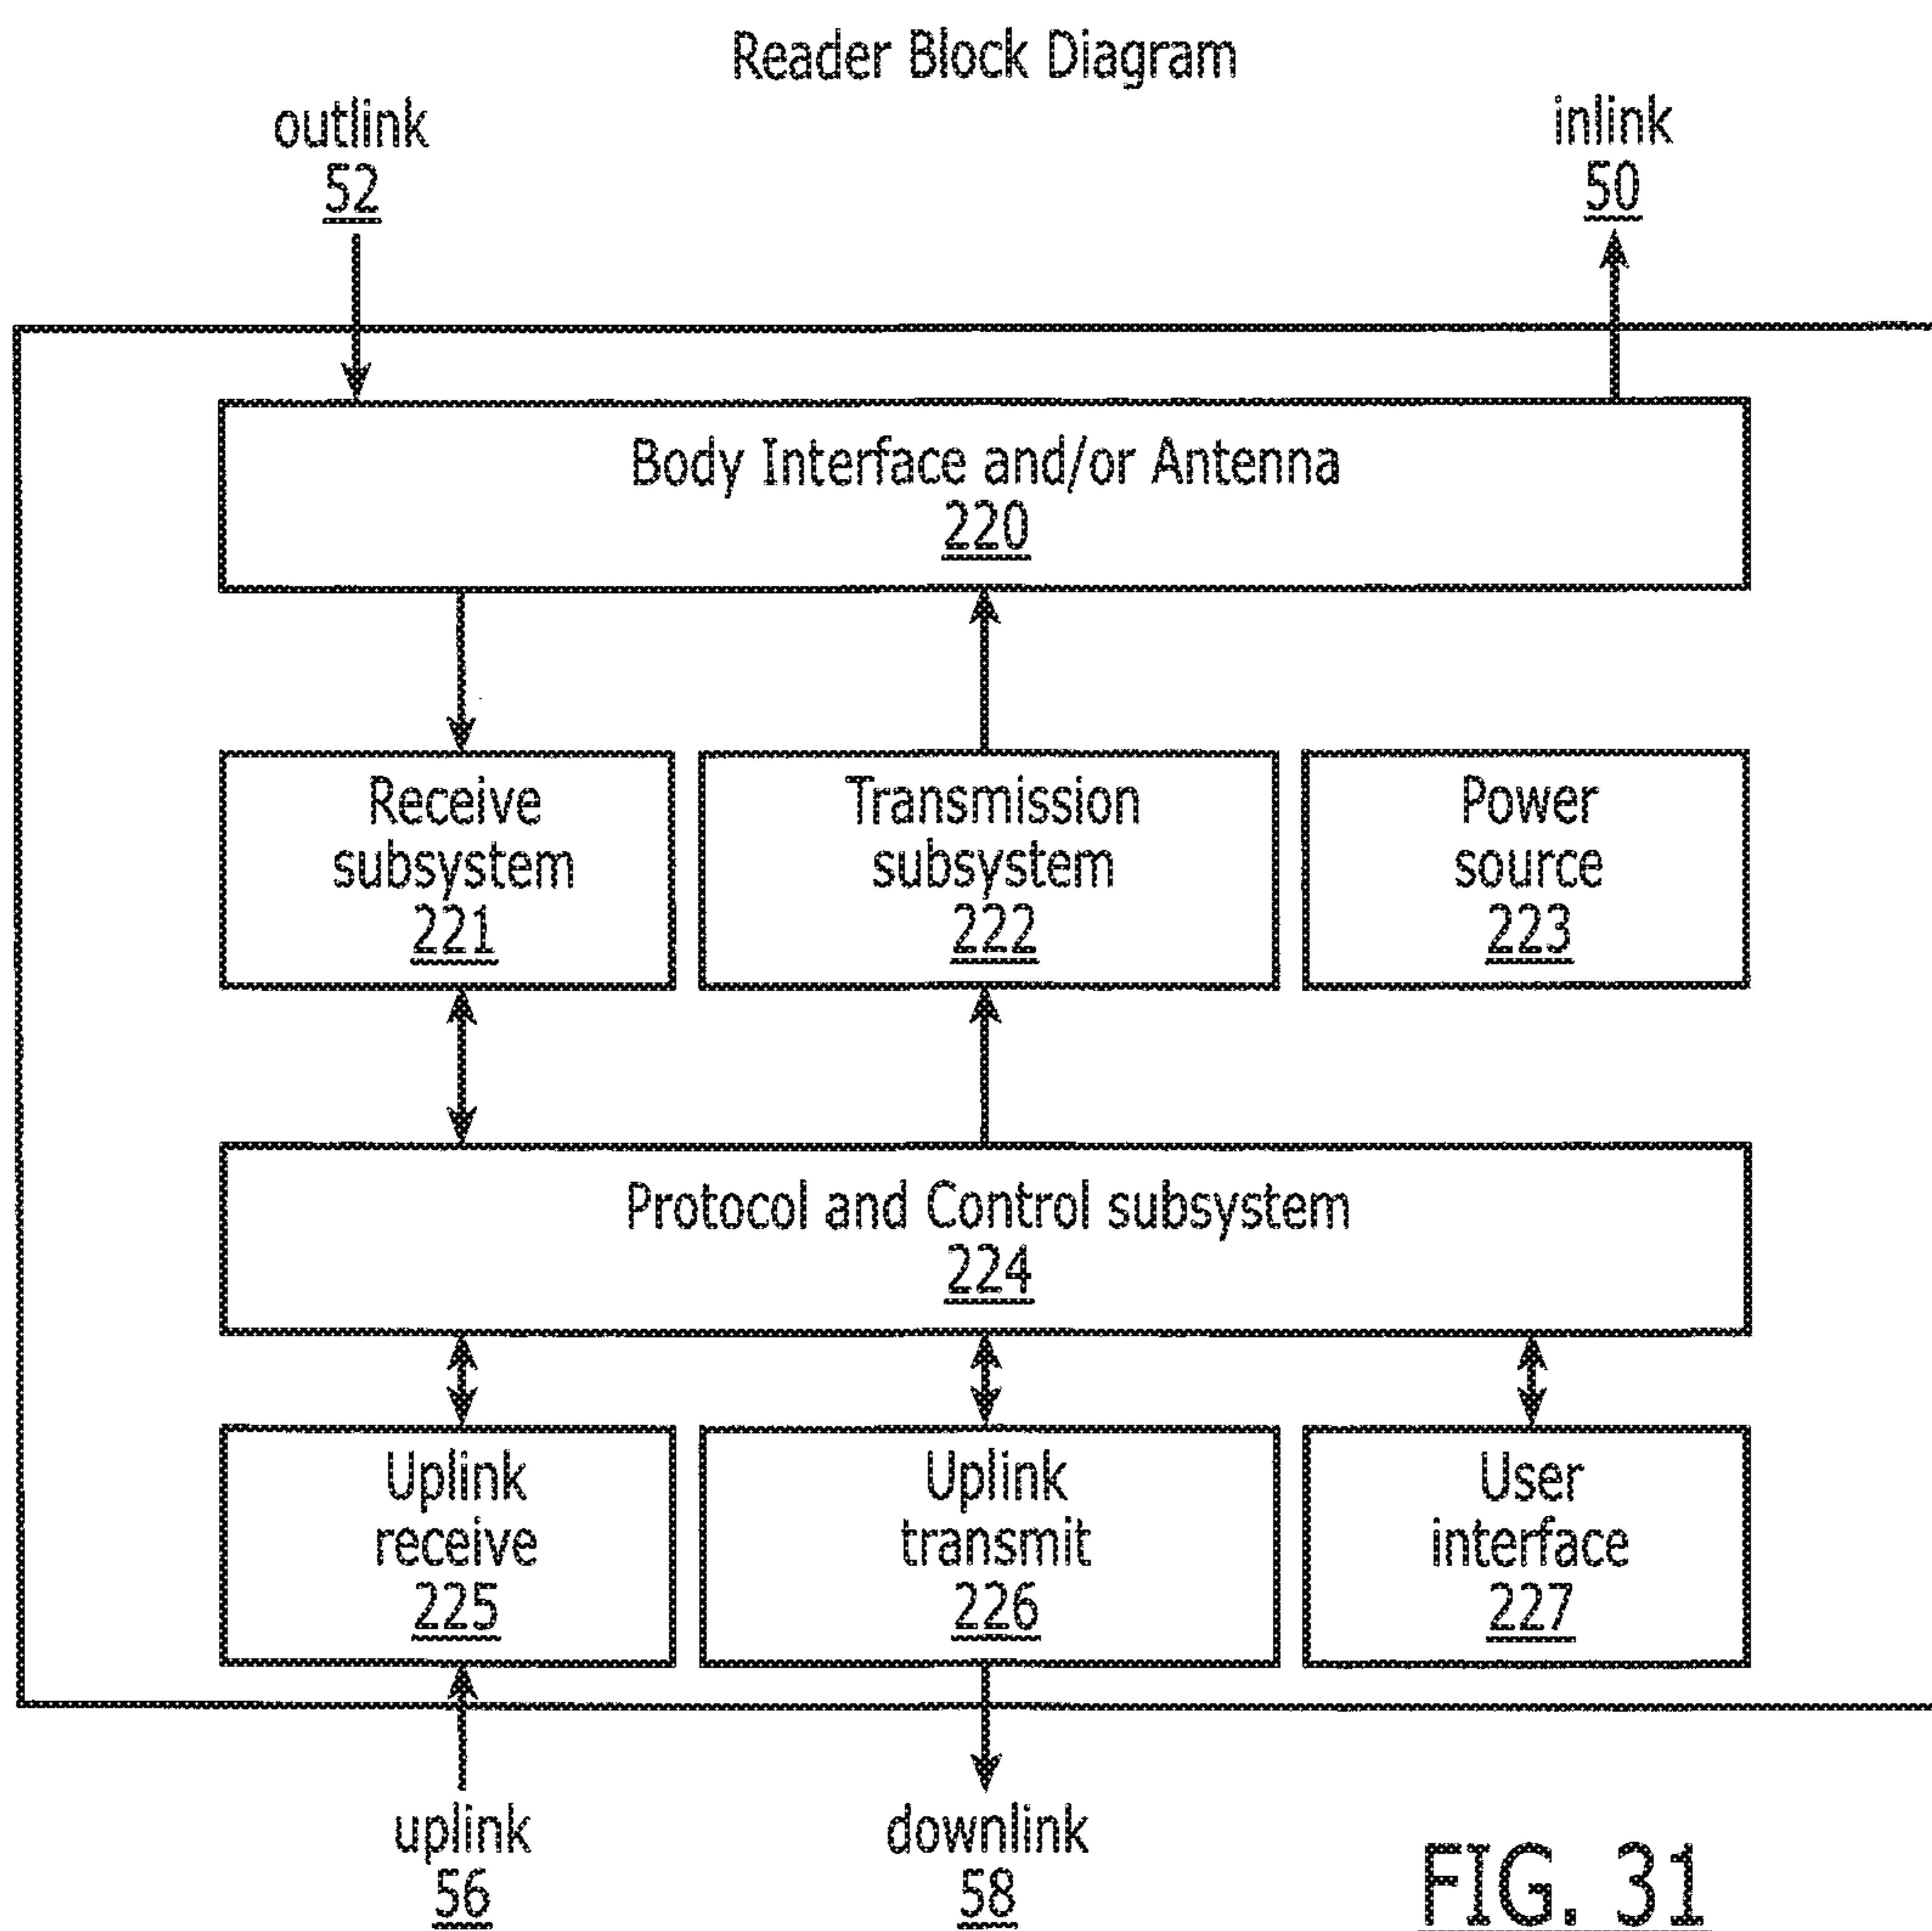 Reader Block Diagram
outlink
52
inlink
50
Body Interface and/or Antenna
220
Receive
subsystem
221
Transmission
subsystem
222
Power
source
223
Protocol and Control subsystem
224
Uplink
receive
225
Uplink
transmit
226
User
interface
227
uplink
56
downlink
58
FIG. 31